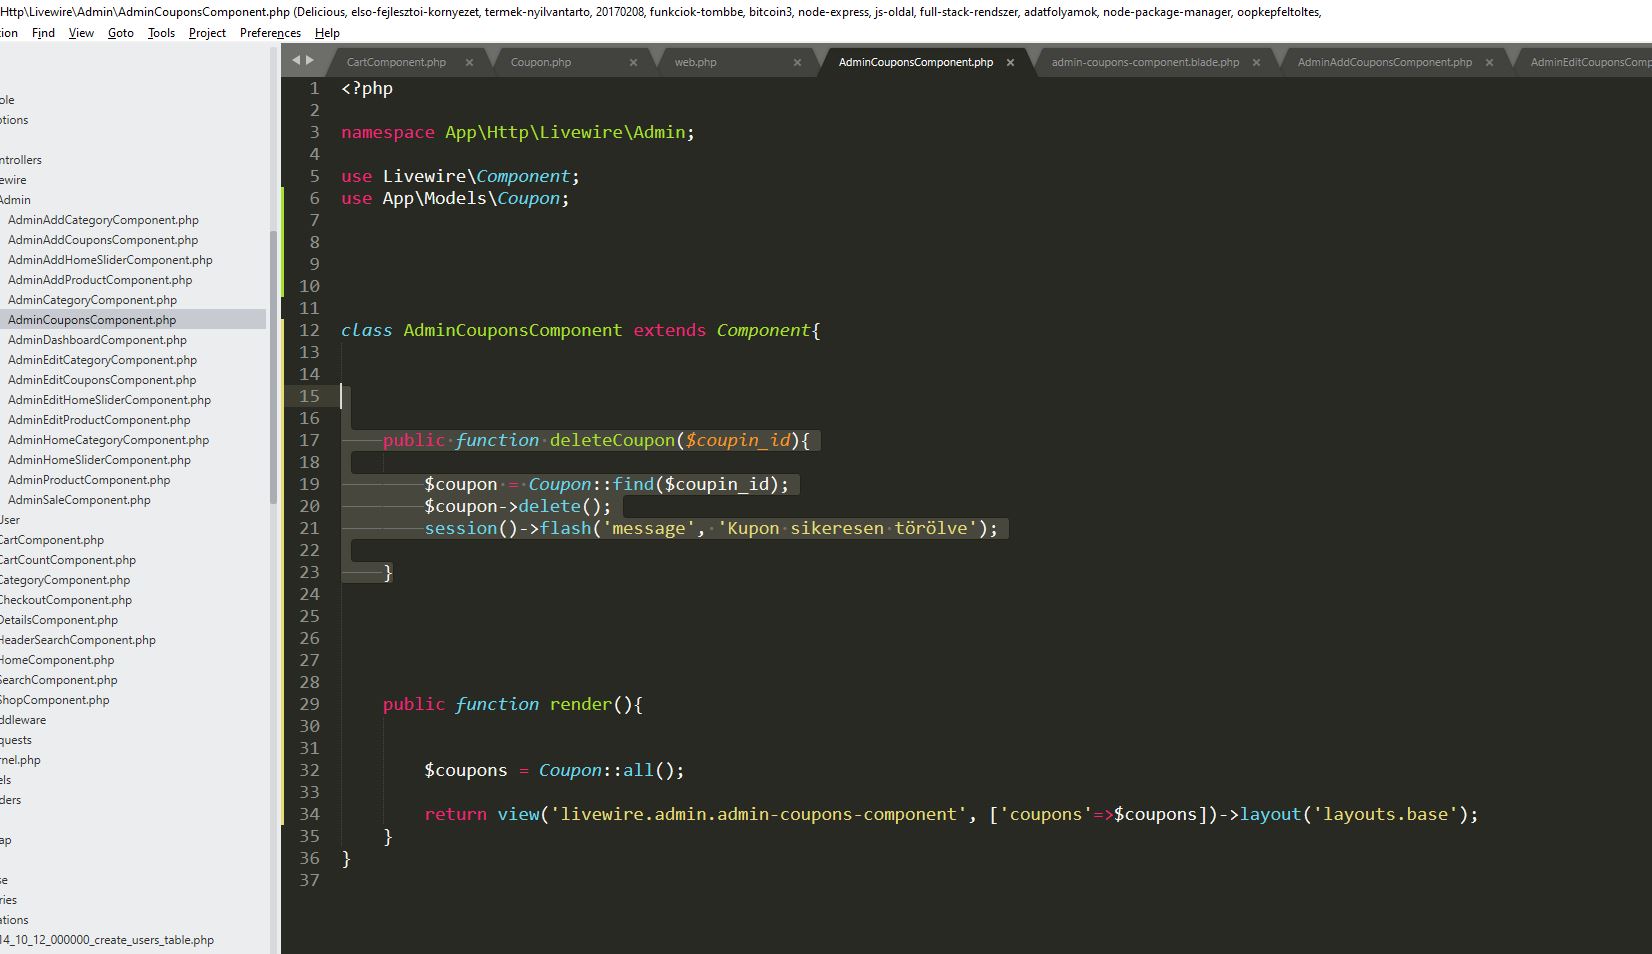 Http\Livewire\Admin\AdminCouponsComponent.php (Delicious, elso-fejlesztoi-kornyezet, termek-nyilvantarto, 20170208, funkciok-tombbe, bitcoin3, node-express, js-oldal, full-stack-rendszer, adatfolyamok, node-package-manager, oopkepfeltoltes,
tion Find View Goto Tools Project Preferences Help
CartComponent.php × Coupon.php × web.php × AdminCouponsComponent.php × admin-coupons-component.blade.php × AdminAddCouponsComponent.php × AdminEditCouponsComp
ole
ptions
ntrollers
ewire
Admin
AdminAddCategoryComponent.php
AdminAddCouponsComponent.php
AdminAddHomeSliderComponent.php
AdminAddProductComponent.php
AdminCategoryComponent.php
AdminCouponsComponent.php
AdminDashboardComponent.php
AdminEditCategoryComponent.php
AdminEditCouponsComponent.php
AdminEditHomeSliderComponent.php
AdminEditProductComponent.php
AdminHomeCategoryComponent.php
AdminHomeSliderComponent.php
AdminProductComponent.php
AdminSaleComponent.php
User
CartComponent.php
CartCountComponent.php
CategoryComponent.php
CheckoutComponent.php
DetailsComponent.php
HeaderSearchComponent.php
HomeComponent.php
SearchComponent.php
ShopComponent.php
ddleware
quests
rnel.php
els
ders
ap
se
ries
ations
14_10_12_000000_create_users_table.php
1 <?php
2
3 namespace App\Http\Livewire\Admin;
4
5 use Livewire\Component;
6 use App\Models\Coupon;
7
8
9
10
11
12 class AdminCouponsComponent extends Component{
13
14
15
16
17 public function deleteCoupon($coupin_id){
18
19 $coupon = Coupon::find($coupin_id);
20 $coupon->delete();
21 session()->flash('message', 'Kupon sikeresen törölve');
22
23 }
24
25
26
27
28
29 public function render(){
30
31
32 $coupons = Coupon::all();
33
34 return view('livewire.admin.admin-coupons-component', ['coupons'=>$coupons])->layout('layouts.base');
35 }
36 }
37